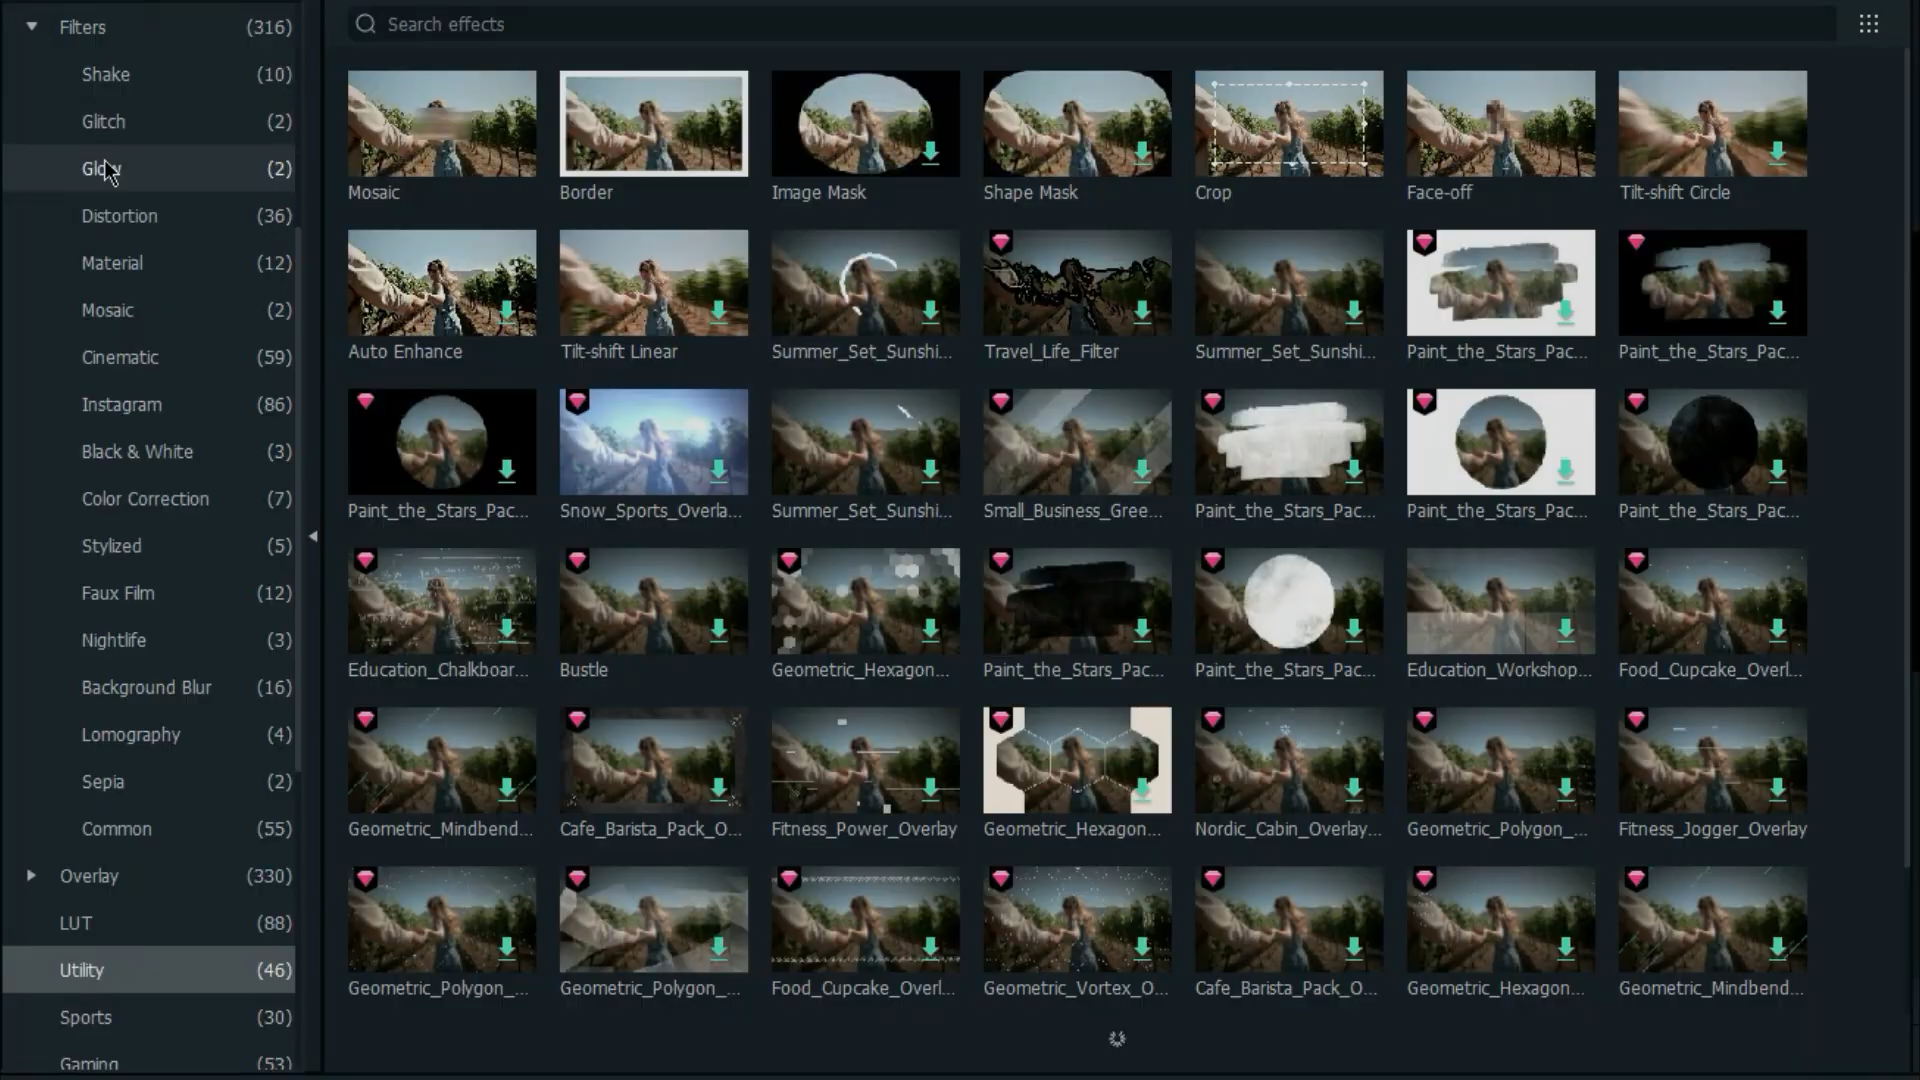 Filters (316)
Shake (10)
Glitch (2)
Glow (2)
Distortion (36)
Material (12)
Mosaic (2)
Cinematic (59)
Instagram (86)
Black & White (3)
Color Correction (7)
Stylized (5)
Faux Film (12)
Nightlife (3)
Background Blur (16)
Lomography (4)
Sepia (2)
Common (55)
Overlay (330)
LUT (88)
Utility (46)
Sports (30)
Gaming (53)
Search effects
Mosaic Border Image Mask Shape Mask Crop Face-off Tilt-shift Circle
Auto Enhance Tilt-shift Linear Summer_Set_Sunshi... Travel_Life_Filter Summer_Set_Sunshi... Paint_the_Stars_Pac... Paint_the_Stars_Pac...
Paint_the_Stars_Pac... Snow_Sports_Overla... Summer_Set_Sunshi... Small_Business_Gree... Paint_the_Stars_Pac... Paint_the_Stars_Pac... Paint_the_Stars_Pac...
Education_Chalkboar... Bustle Geometric_Hexagon... Paint_the_Stars_Pac... Paint_the_Stars_Pac... Education_Workshop... Food_Cupcake_Overl...
Geometric_Mindbend... Cafe_Barista_Pack_O... Fitness_Power_Overlay Geometric_Hexagon... Nordic_Cabin_Overlay... Geometric_Polygon_... Fitness_Jogger_Overlay
Geometric_Polygon_... Geometric_Polygon_... Food_Cupcake_Overl... Geometric_Vortex_O... Cafe_Barista_Pack_O... Geometric_Hexagon... Geometric_Mindbend...